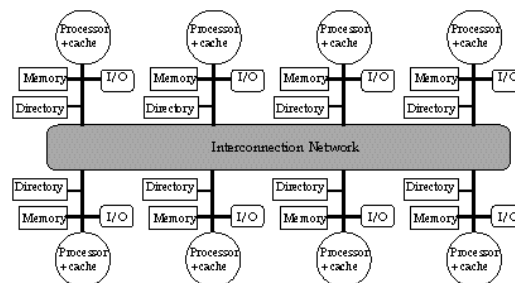 Processor
+cache
Processor
+cache
Processor
+cache
Processor
+cache
Memory
I/O
Memory
I/O
Memory
I/O
Memory
I/O
Directory
Directory
Directory
Directory
Interconnection Network
Directory
Directory
Directory
Directory
Memory
I/O
Memory
I/O
Memory
I/O
Memory
I/O
Processor
+cache
Processor
+cache
Processor
+cache
Processor
+cache